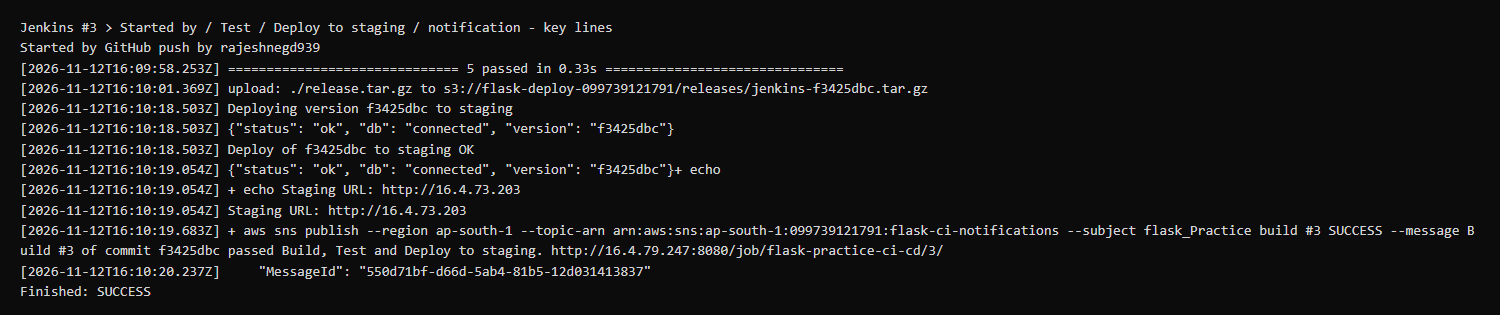 Jenkins #3 > Started by / Test / Deploy to staging / notification - key lines
Started by GitHub push by rajeshnegd939
[2026-11-12T16:09:58.253Z] ============================== 5 passed in 0.33s ===============================
[2026-11-12T16:10:01.369Z] upload: ./release.tar.gz to s3://flask-deploy-099739121791/releases/jenkins-f3425dbc.tar.gz
[2026-11-12T16:10:18.503Z] Deploying version f3425dbc to staging
[2026-11-12T16:10:18.503Z] {"status": "ok", "db": "connected", "version": "f3425dbc"}
[2026-11-12T16:10:18.503Z] Deploy of f3425dbc to staging OK
[2026-11-12T16:10:19.054Z] {"status": "ok", "db": "connected", "version": "f3425dbc"}+ echo
[2026-11-12T16:10:19.054Z] + echo Staging URL: http://16.4.73.203
[2026-11-12T16:10:19.054Z] Staging URL: http://16.4.73.203
[2026-11-12T16:10:19.683Z] + aws sns publish --region ap-south-1 --topic-arn arn:aws:sns:ap-south-1:099739121791:flask-ci-notifications --subject flask_Practice build #3 SUCCESS --message B
uild #3 of commit f3425dbc passed Build, Test and Deploy to staging. http://16.4.79.247:8080/job/flask-practice-ci-cd/3/
[2026-11-12T16:10:20.237Z]     "MessageId": "550d71bf-d66d-5ab4-81b5-12d031413837"
Finished: SUCCESS